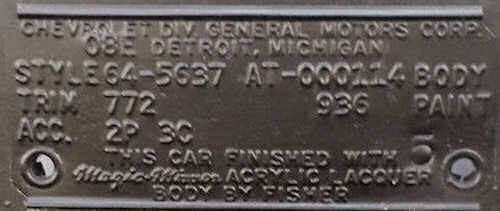 CHEVROLET DIV. GENERAL MOTORS CORP.
08E DETROIT, MICHIGAN
STYLE 64-5637 AT-000114 BODY
TRIM 772 936 PAINT
ACC. 2P 3C
THIS CAR FINISHED WITH
Magic-Mirror ACRYLIC LACQUER
BODY BY FISHER